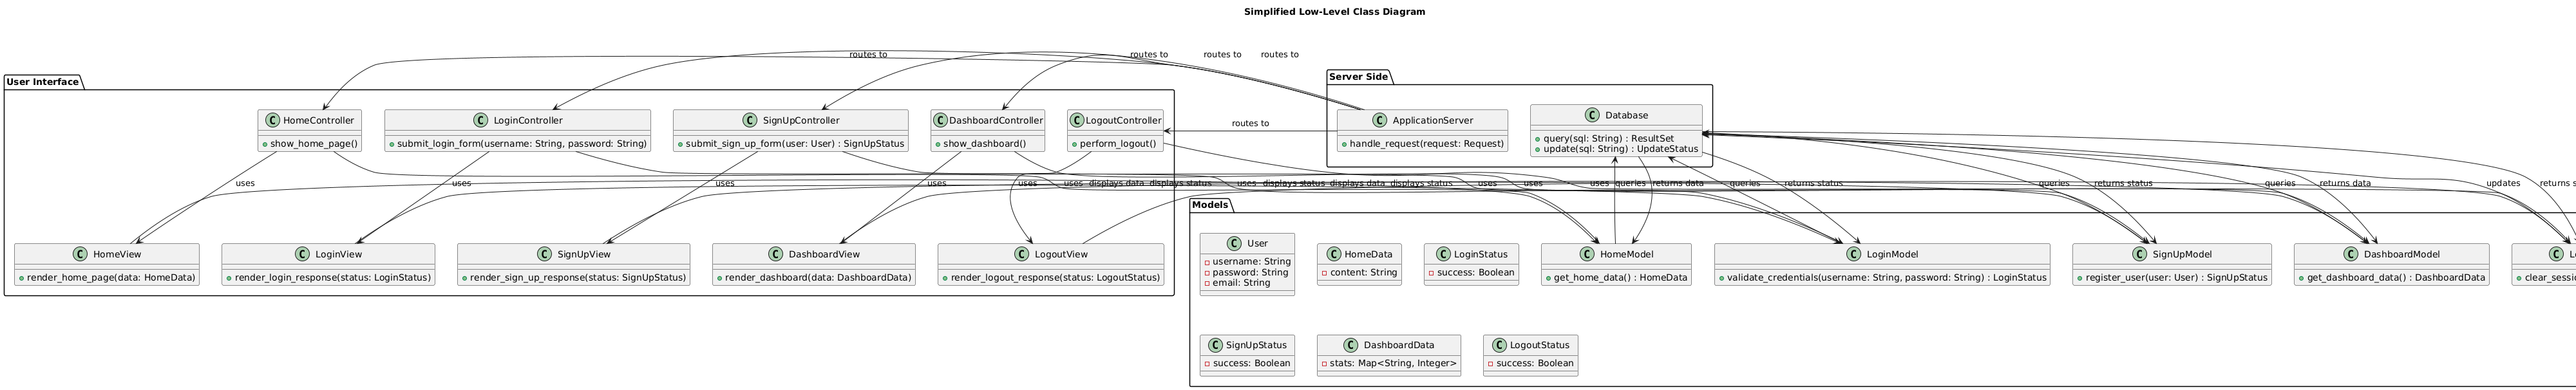 Simplified Low-Level Class Diagram
routes to
routes to
routes to
routes to
User Interface
Server Side
C HomeController
show_home_page()
C LoginController
submit_login_form(username: String, password: String)
C SignUpController
submit_sign_up_form(user: User) : SignUpStatus
C DashboardController
show_dashboard()
C LogoutController
perform_logout()
routes to
C ApplicationServer
handle_request(request: Request)
C Database
query(sql: String) : ResultSet
update(sql: String) : UpdateStatus
uses
uses
uses
uses
uses
uses
displays data
displays status
uses
displays status
displays data
displays status
uses
uses
uses
queries
returns data
queries
returns status
queries
returns status
queries
returns data
updates
returns
Models
C HomeView
render_home_page(data: HomeData)
C LoginView
render_login_response(status: LoginStatus)
C SignUpView
render_sign_up_response(status: SignUpStatus)
C DashboardView
render_dashboard(data: DashboardData)
C LogoutView
render_logout_response(status: LogoutStatus)
C User
username: String
password: String
email: String
C HomeData
content: String
C LoginStatus
success: Boolean
C HomeModel
get_home_data() : HomeData
C LoginModel
validate_credentials(username: String, password: String) : LoginStatus
C SignUpModel
register_user(user: User) : SignUpStatus
C DashboardModel
get_dashboard_data() : DashboardData
C
C SignUpStatus
success: Boolean
C DashboardData
stats: Map<String, Integer>
C LogoutStatus
success: Boolean